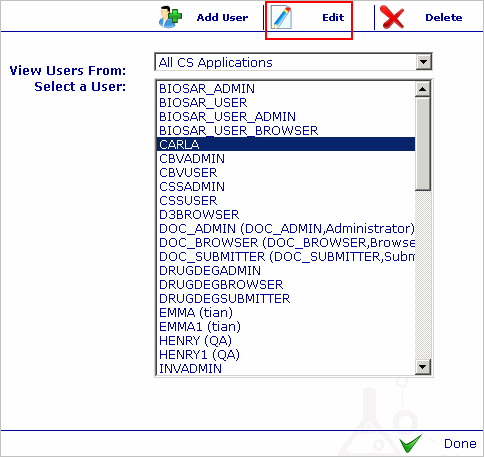 Add User Edit Delete
View Users From: All CS Applications
Select a User:
BIOSAR_ADMIN
BIOSAR_USER
BIOSAR_USER_ADMIN
BIOSAR_USER_BROWSER
CARLA
CBVADMIN
CBVUSER
CSSADMIN
CSSUSER
D3BROWSER
DOC_ADMIN (DOC_ADMIN,Administrator)
DOC_BROWSER (DOC_BROWSER,Browse
DOC_SUBMITTER (DOC_SUBMITTER,Subm
DRUGDEGADMIN
DRUGDEGBROWSER
DRUGDEGSUBMITTER
EMMA (tian)
EMMA1 (tian)
HENRY (QA)
HENRY1 (QA)
INVADMIN
Done